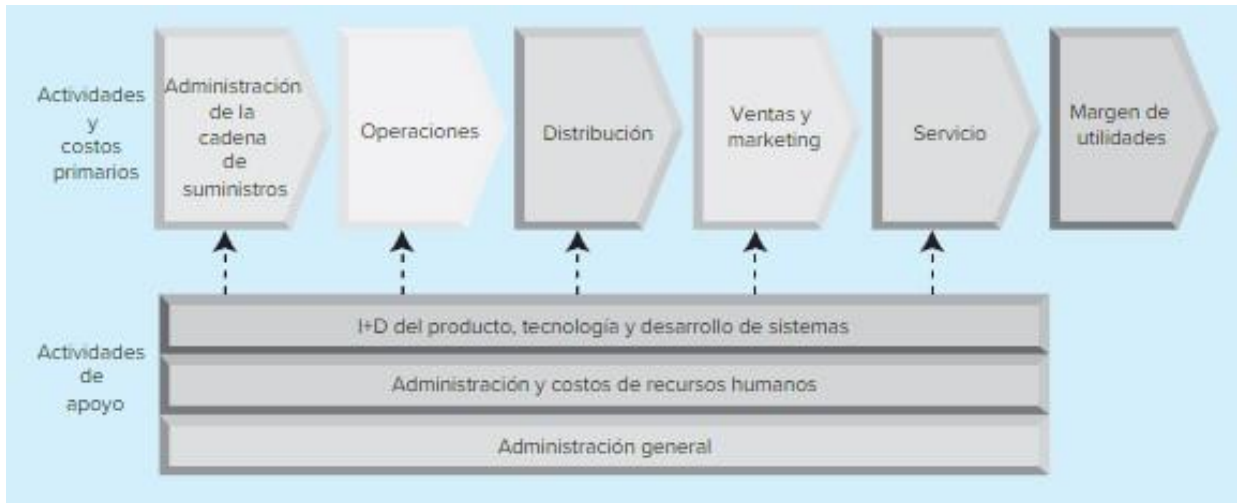 Actividades
y
costos
primarios
Administración
de la
cadena
de
suministros
Operaciones
Distribución
Ventas y
marketing
Servicio
Margen de
utilidades
Actividades
de
apoyo
I+D del producto, tecnología y desarrollo de sistemas
Administración y costos de recursos humanos
Administración general